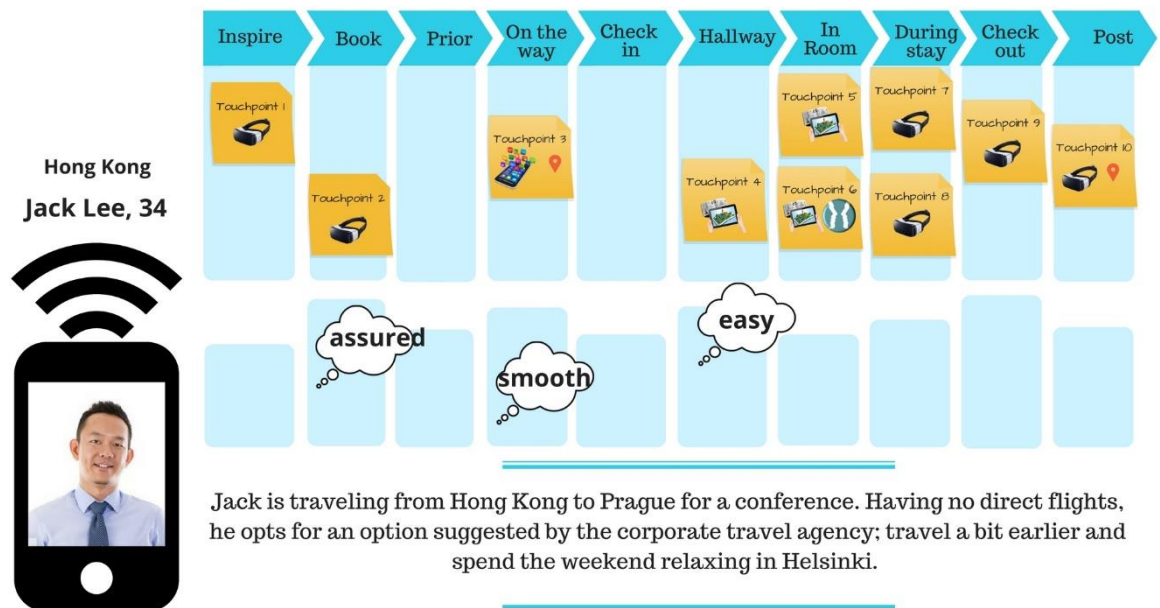 Inspire
Book
Prior
On the
way
Check
in
Hallway
In
Room
During
stay
Check
out
Post
Touchpoint 1
Touchpoint 2
Touchpoint 3
Touchpoint 4
Touchpoint 5
Touchpoint 6
Touchpoint 7
Touchpoint 8
Touchpoint 9
Touchpoint 10
Hong Kong
Jack Lee, 34
assured
smooth
easy
Jack is traveling from Hong Kong to Prague for a conference. Having no direct flights,
he opts for an option suggested by the corporate travel agency; travel a bit earlier and
spend the weekend relaxing in Helsinki.